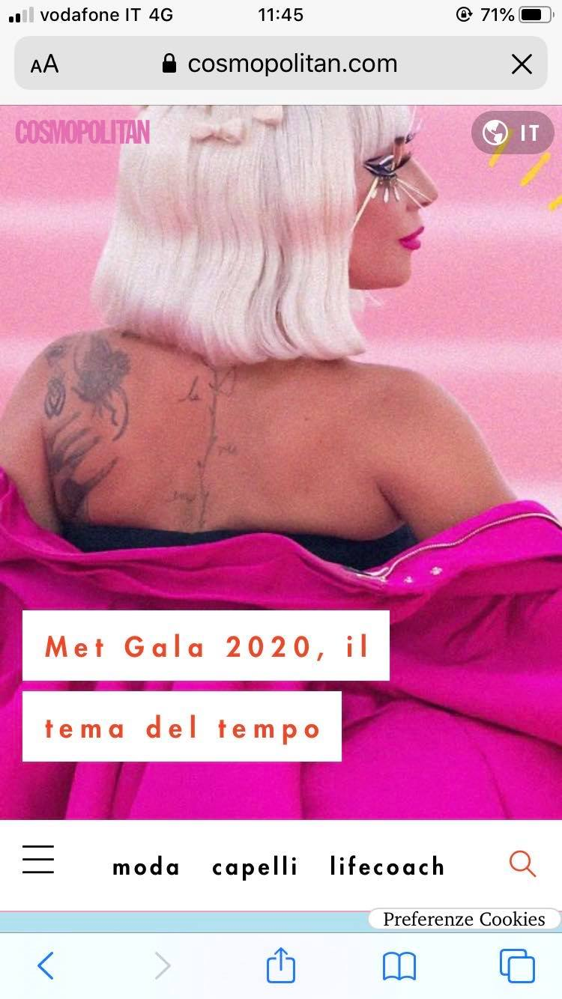 vodafone IT 4G 11:45 71%
AA cosmopolitan.com
COSMOPOLITAN IT
la
Met Gala 2020, il
tema del tempo
moda capelli lifecoach
Preferenze Cookies